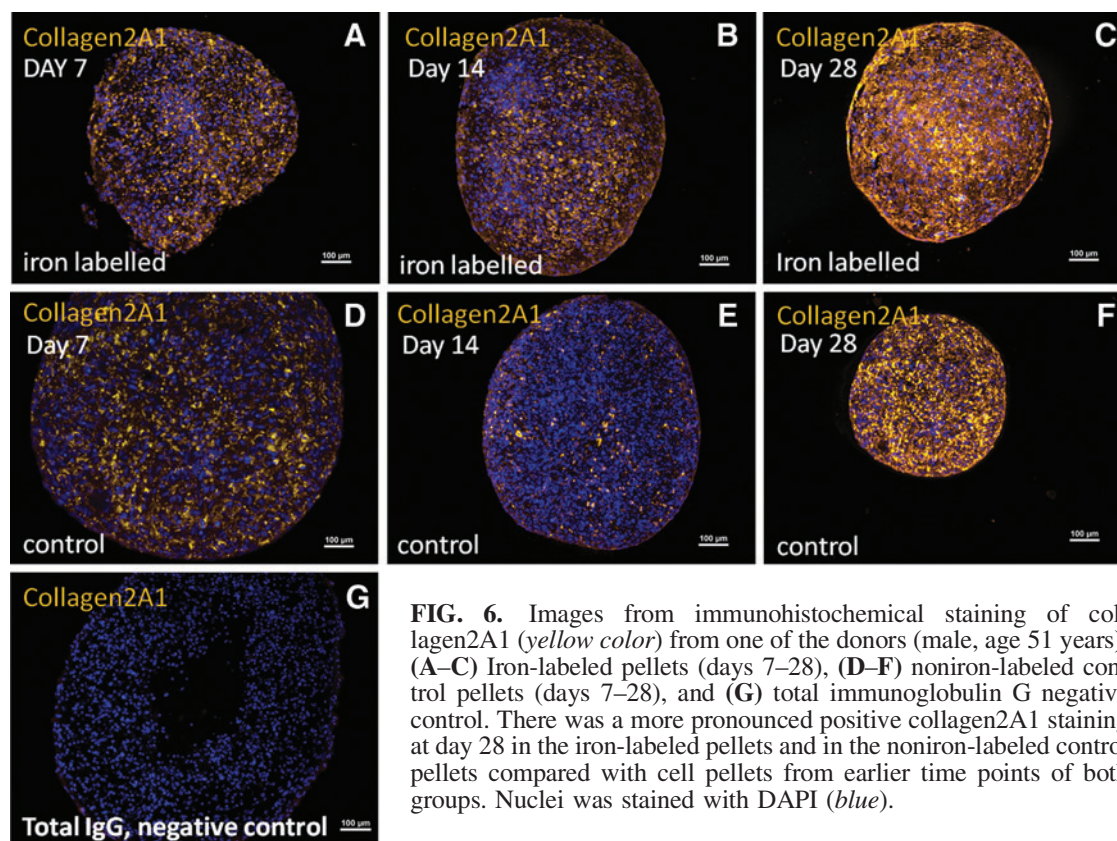 Collagen2A1 A
DAY 7
iron labelled 100 µm
Collagen2A1 B
Day 14
iron labelled 100 µm
Collagen2A1 C
Day 28
Iron labelled 100 µm
Collagen2A1 D
Day 7
control 100 µm
Collagen2A1 E
Day 14
control 100 µm
Collagen2A1 F
Day 28
control 100 µm
Collagen2A1 G
Total IgG, negative control 100 µm
FIG. 6. Images from immunohistochemical staining of col
lagen2A1 (yellow color) from one of the donors (male, age 51 years)
(A–C) Iron-labeled pellets (days 7–28), (D–F) noniron-labeled con
trol pellets (days 7–28), and (G) total immunoglobulin G negativ
control. There was a more pronounced positive collagen2A1 stainin
at day 28 in the iron-labeled pellets and in the noniron-labeled contro
pellets compared with cell pellets from earlier time points of bot
groups. Nuclei was stained with DAPI (blue).